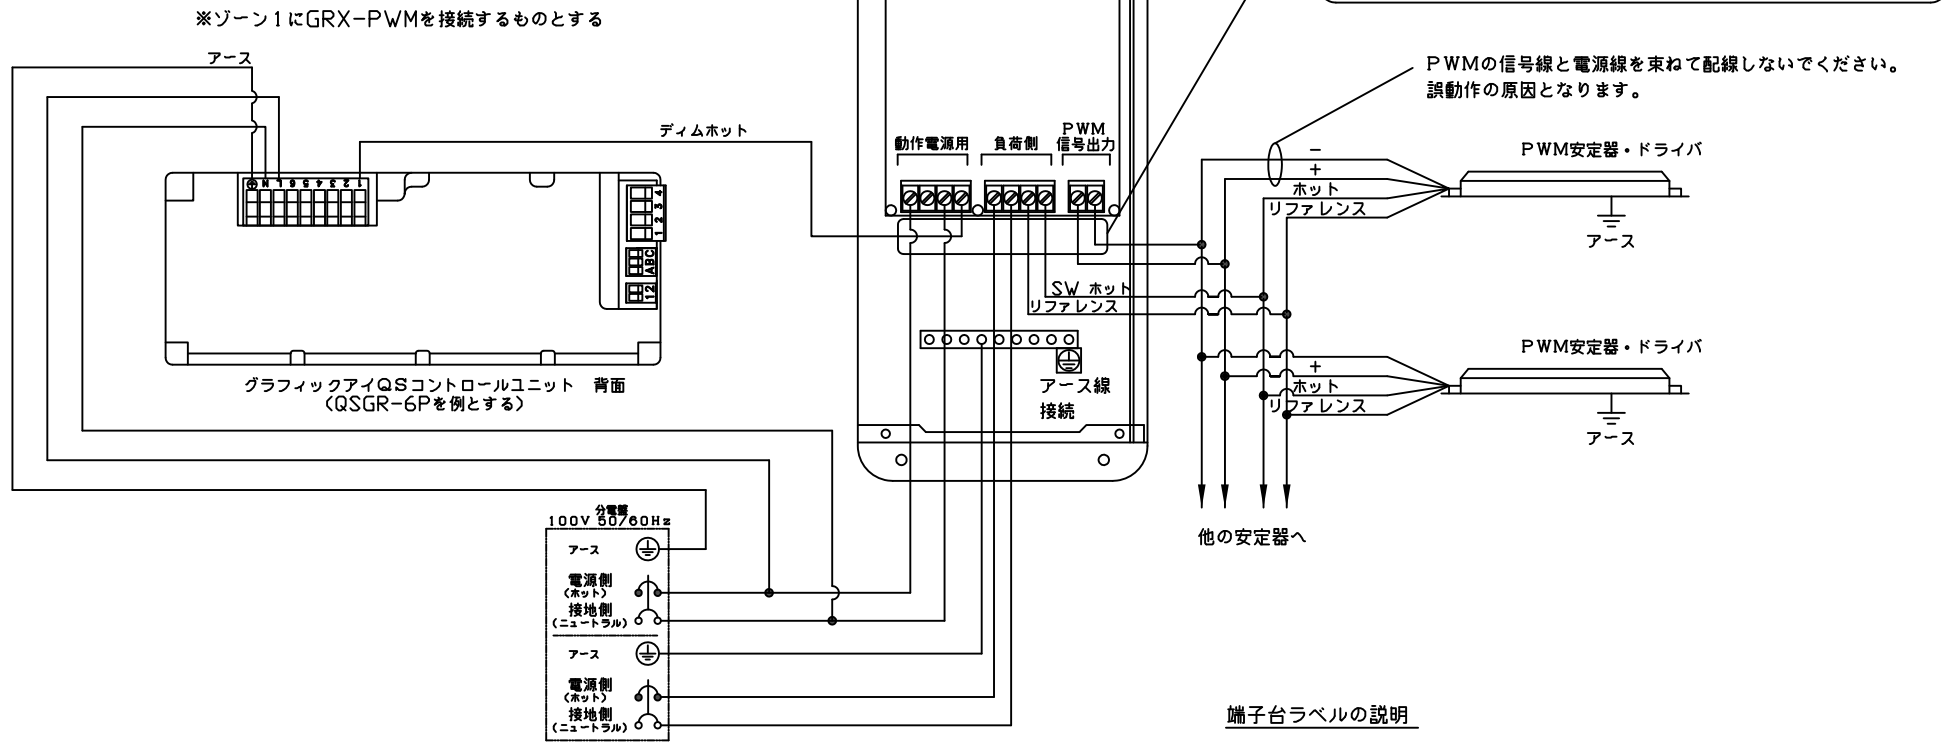 ※ゾーン1にGRX-PWMを接続するものとする
アース
PWMの信号線と電源線を束ねて配線しないでください。
誤動作の原因となります。
ディムホット
動作電源用
負荷側
PWM
信号出力
－
+
ホット
リファレンス
PWM安定器・ドライバ
アース
N L 6 5 4 3 2 1
4
3
2
1
ABC
12
SW ホット
リファレンス
アース線
接続
グラフィックアイQSコントロールユニット 背面
(QSGR-6Pを例とする)
+
ホット
リファレンス
PWM安定器・ドライバ
アース
他の安定器へ
分電盤
100V 50/60Hz
アース
電源側
(ホット)
接地側
(ニュートラル)
アース
電源側
(ホット)
接地側
(ニュートラル)
端子台ラベルの説明